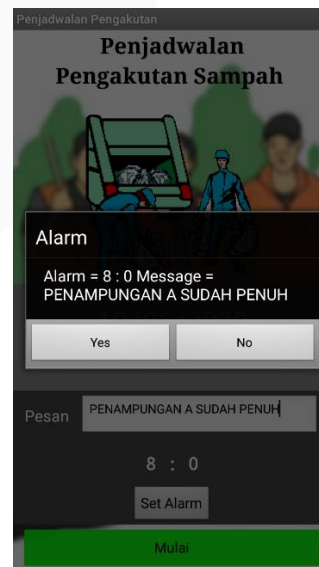 Penjadwalan Pengakutan
Penjadwalan
Pengakutan Sampah
Alarm
Alarm = 8 : 0 Message =
PENAMPUNGAN A SUDAH PENUH
Yes
No
Pesan
PENAMPUNGAN A SUDAH PENUH
8 : 0
Set Alarm
Mulai